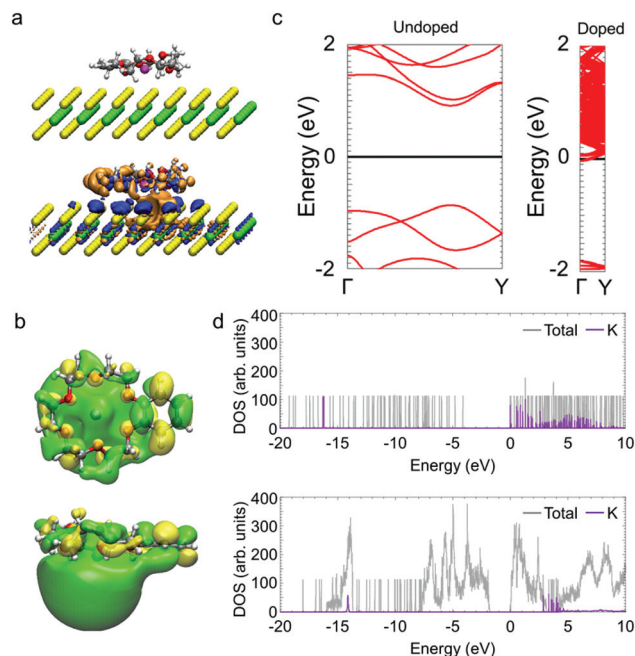 a
c
Undoped
Doped
2
1
0
-1
-2
Energy (eV)
Γ
Y
2
1
0
-1
-2
Energy (eV)
Γ Y
b
d
400
300
200
100
0
DOS (arb. units)
Total K
-20 -15 -10 -5 0 5 10
Energy (eV)
400
300
200
100
0
DOS (arb. units)
Total K
-20 -15 -10 -5 0 5 10
Energy (eV)